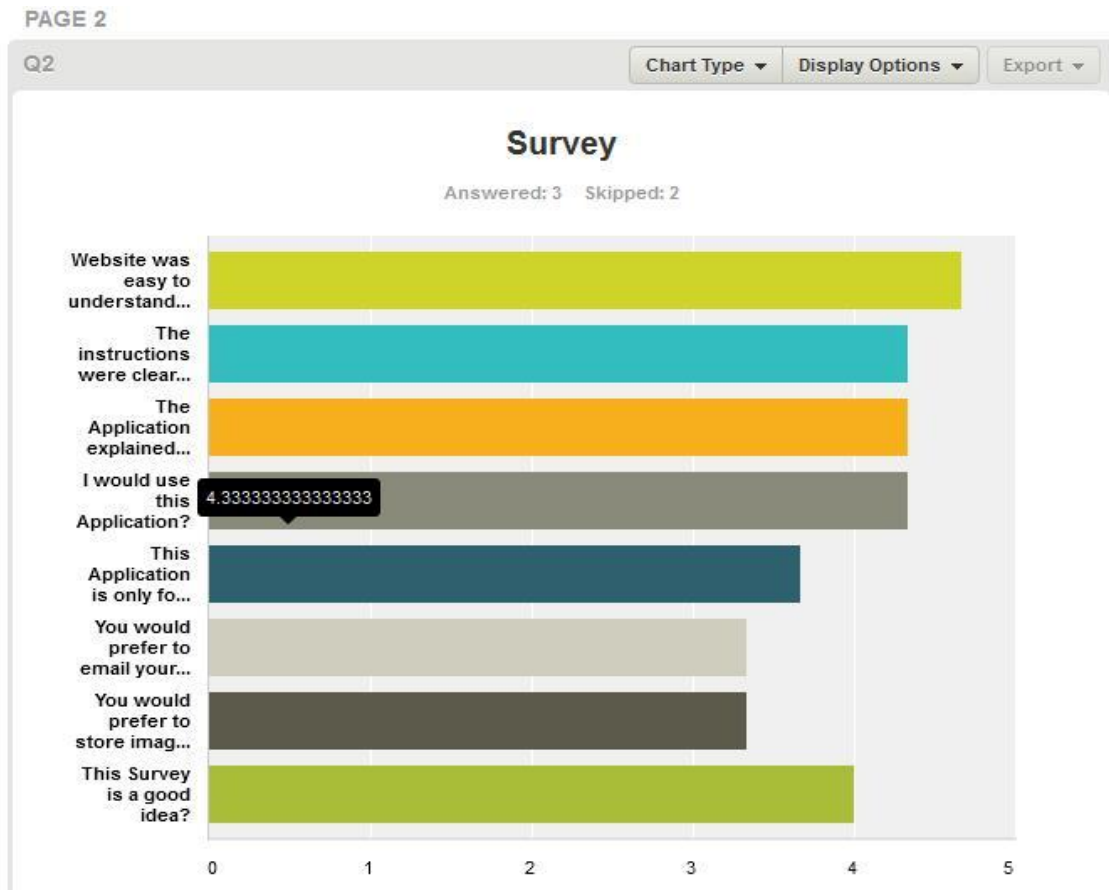 PAGE 2
Q2
Chart Type
Display Options
Export
Survey
Answered: 3 Skipped: 2
Website was
easy to
understand...
The
instructions
were clear...
The
Application
explained...
I would use
this
Application?
4.333333333333333
This
Application
is only fo...
You would
prefer to
email your...
You would
prefer to
store imag...
This Survey
is a good
idea?
0 1 2 3 4 5